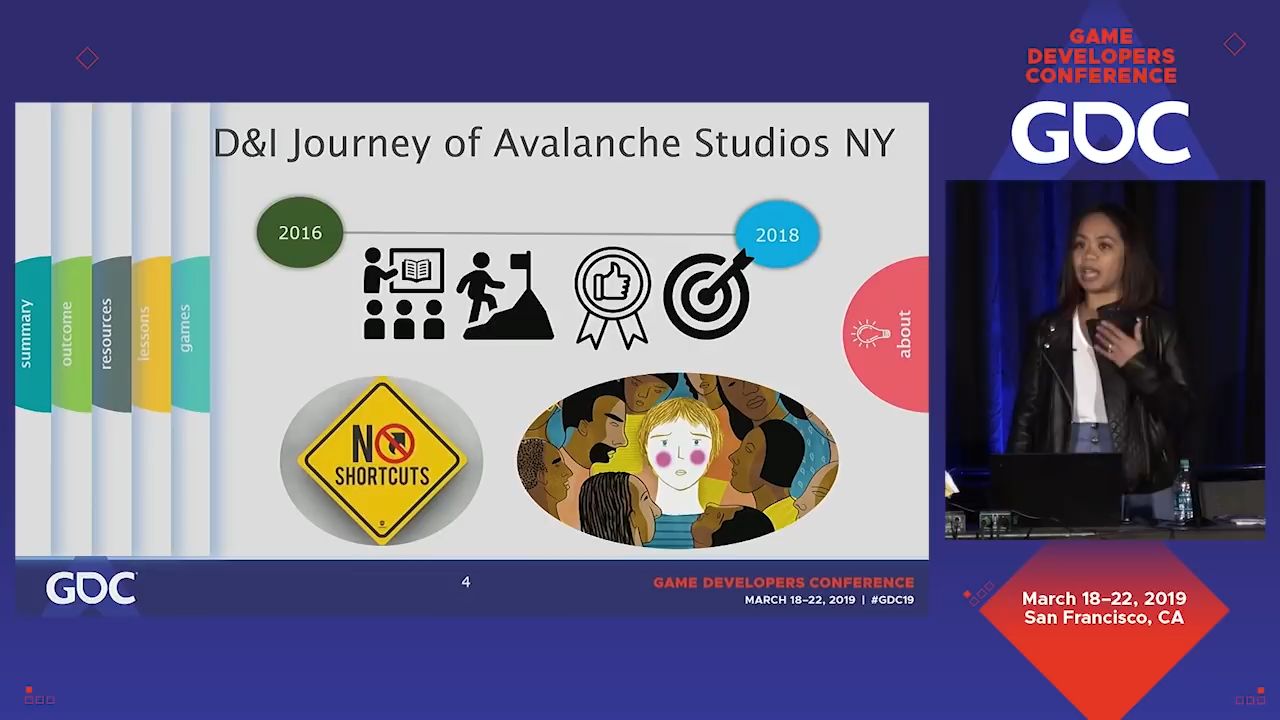 GAME
DEVELOPERS
CONFERENCE
GDC
D&I Journey of Avalanche Studios NY
2016
2018
summary
outcome
resources
lessons
games
about
NO
SHORTCUTS
GDC
4
GAME DEVELOPERS CONFERENCE
MARCH 18–22, 2019 | #GDC19
March 18–22, 2019
San Francisco, CA